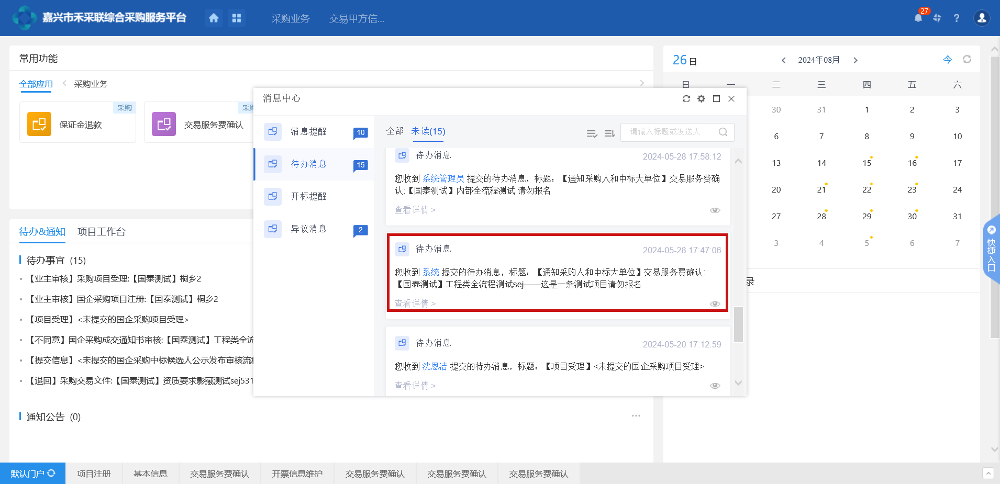 嘉兴市禾采联综合采购服务平台
采购业务
交易甲方信...
27
常用功能
全部应用
采购业务
采购
保证金退款
采购
交易服务费确认
待办&通知
项目工作台
待办事宜 (15)
【业主审核】采购项目受理:【国泰测试】桐乡2
【业主审核】国企采购项目注册:【国泰测试】桐乡2
【项目受理】<未提交的国企采购项目受理>
【不同意】国企采购成交通知书审核:【国泰测试】工程类全流
【提交信息】<未提交的国企采购中标候选人公示发布审核流程
【退回】采购交易文件:【国泰测试】资质要求影藏测试sej531
通知公告 (0)
消息中心
消息提醒 10
待办消息 15
开标提醒
异议消息 2
全部 未读(15)
请输入标题或发送人
待办消息
2024-05-28 17:58:12
您收到 系统管理员 提交的待办消息，标题：【通知采购人和中标大单位】交易服务费确
认:【国泰测试】内部全流程测试 请勿报名
查看详情 >
待办消息
2024-05-28 17:47:06
您收到 系统 提交的待办消息，标题：【通知采购人和中标大单位】交易服务费确认:
【国泰测试】工程类全流程测试sej——这是一条测试项目请勿报名
查看详情 >
待办消息
2024-05-20 17:12:59
您收到 沈恩洁 提交的待办消息，标题：【项目受理】<未提交的国企采购项目受理>
查看详情 >
26日
2024年08月
今
日 一 二 三 四 五 六
30 31 1 2 3
6 7 8 9 10
13 14 15 16 17
20 21 22 23 24
27 28 29 30 31
3 4 5 6 7
录
快捷入口
默认门户
项目注册
基本信息
交易服务费确认
开票信息维护
交易服务费确认
交易服务费确认
交易服务费确认